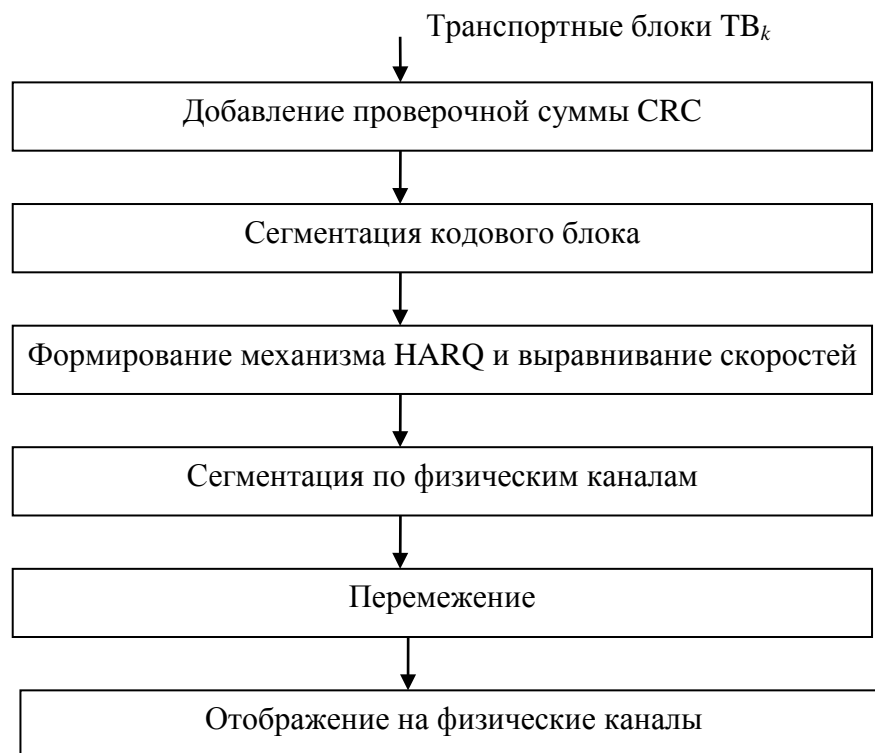 Транспортные блоки TBk
Добавление проверочной суммы CRC
Сегментация кодового блока
Формирование механизма HARQ и выравнивание скоростей
Сегментация по физическим каналам
Перемежение
Отображение на физические каналы